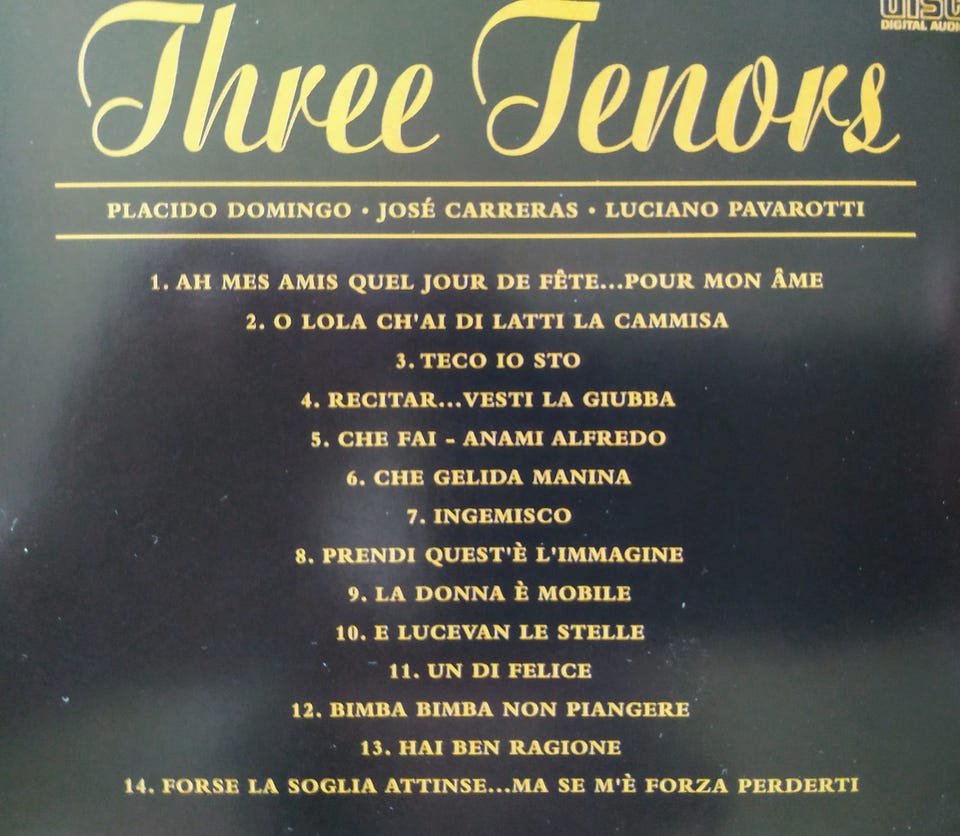 DISC
DIGITAL AUDIO
Three Tenors
PLACIDO DOMINGO · JOSÉ CARRERAS · LUCIANO PAVAROTTI
1. AH MES AMIS QUEL JOUR DE FÊTE...POUR MON ÂME
2. O LOLA CH'AI DI LATTI LA CAMMISA
3. TECO IO STO
4. RECITAR...VESTI LA GIUBBA
5. CHE FAI - ANAMI ALFREDO
6. CHE GELIDA MANINA
7. INGEMISCO
8. PRENDI QUEST'È L'IMMAGINE
9. LA DONNA È MOBILE
10. E LUCEVAN LE STELLE
11. UN DI FELICE
12. BIMBA BIMBA NON PIANGERE
13. HAI BEN RAGIONE
14. FORSE LA SOGLIA ATTINSE...MA SE M'È FORZA PERDERTI